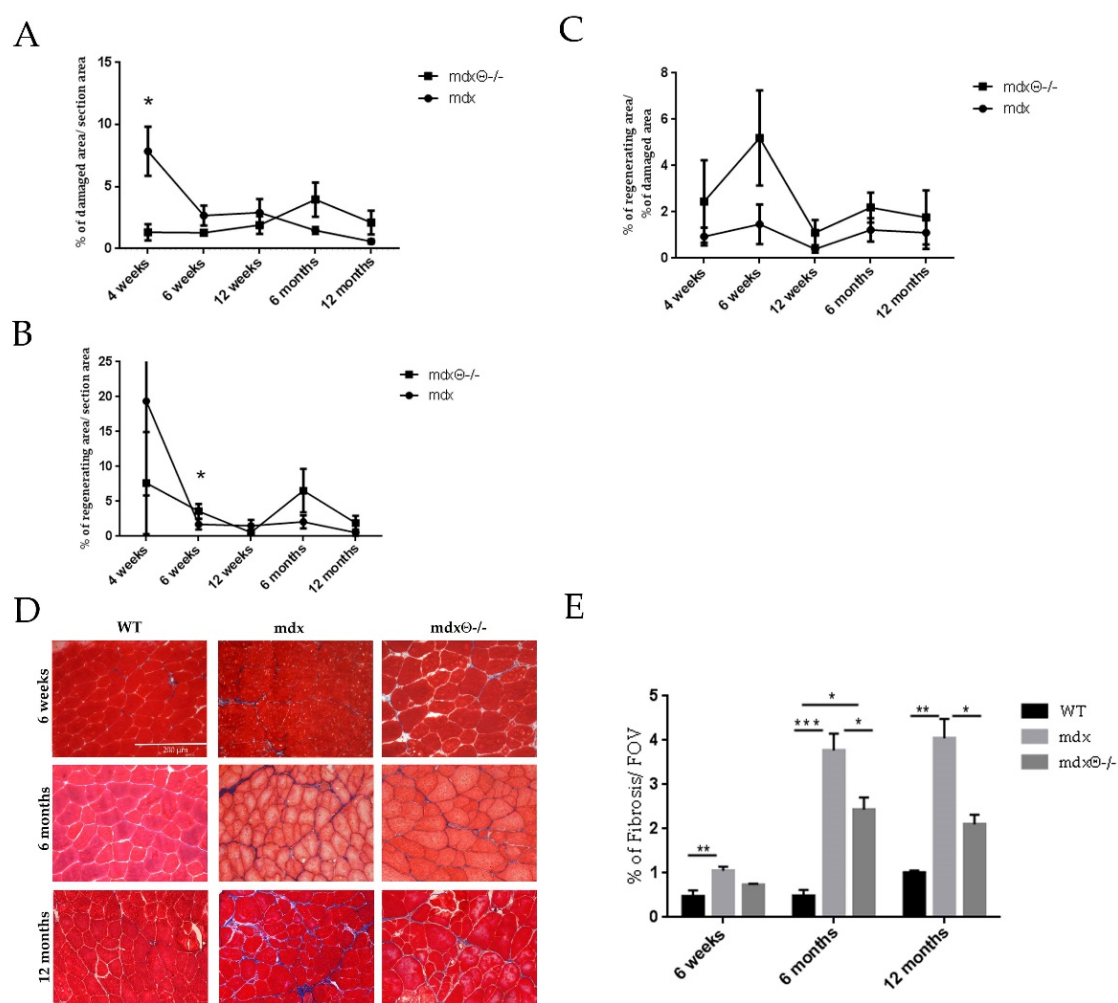 A
% of damaged area/ section area
15
10
5
0
*
4 weeks
6 weeks
12 weeks
6 months
12 months
mdxΘ-/-
mdx
B
% of regenerating area/ section area
25
20
15
10
5
0
*
4 weeks
6 weeks
12 weeks
6 months
12 months
mdxΘ-/-
mdx
C
% of regenerating area/
%of damaged area
8
6
4
2
0
4 weeks
6 weeks
12 weeks
6 months
12 months
mdxΘ-/-
mdx
D
WT
mdx
mdxΘ-/-
6 weeks
200 µm
6 months
12 months
E
% of Fibrosis/ FOV
5
4
3
2
1
0
**
***
*
*
**
*
6 weeks
6 months
12 months
WT
mdx
mdxΘ-/-